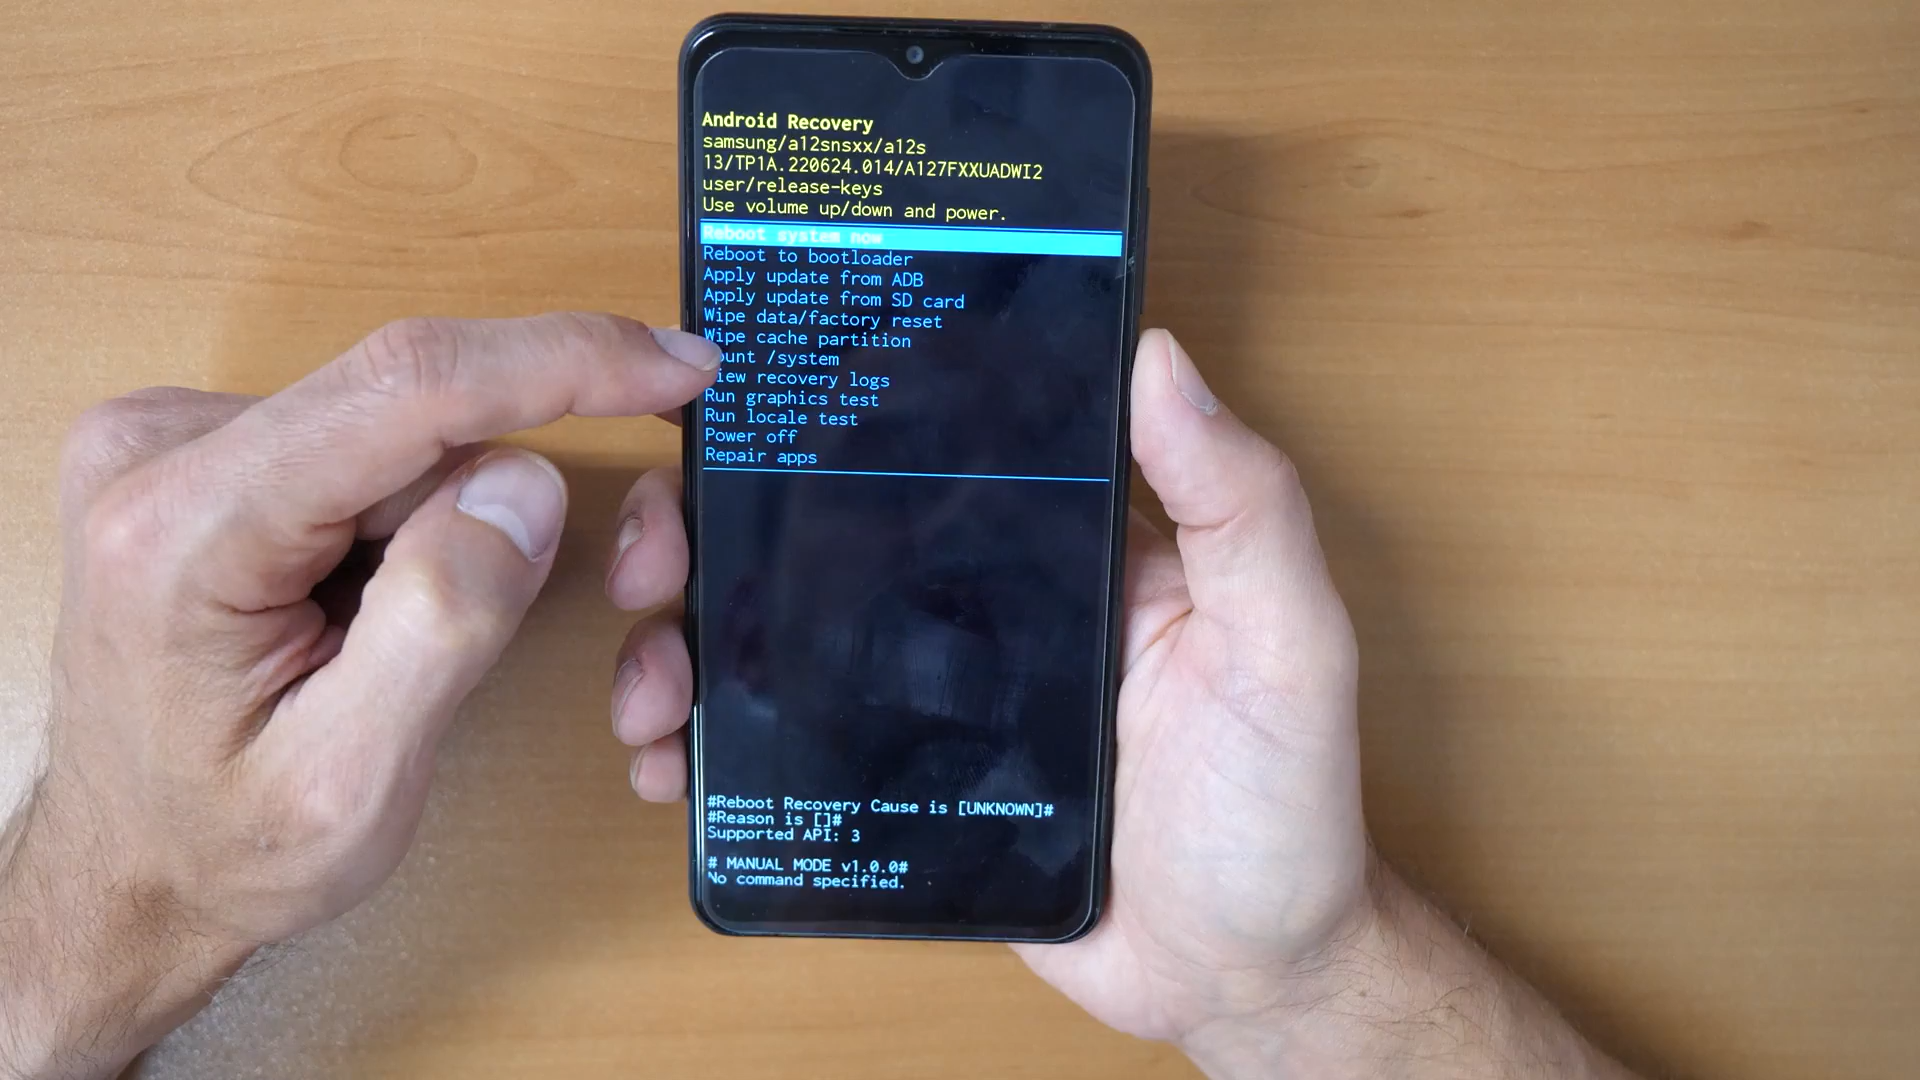 Android Recovery
samsung/a12snsxx/a12s
13/TP1A.220624.014/A127FXXUADWI2
user/release-keys
Use volume up/down and power.
Reboot system now
Reboot to bootloader
Apply update from ADB
Apply update from SD card
Wipe data/factory reset
Wipe cache partition
ount /system
iew recovery logs
Run graphics test
Run locale test
Power off
Repair apps
#Reboot Recovery Cause is [UNKNOWN]#
#Reason is []#
Supported API: 3
# MANUAL MODE v1.0.0#
No command specified.